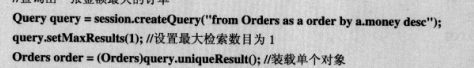 Query query = session.createQuery("from Orders as a order by a.money desc");
query.setMaxResults(1); //设置最大检索数目为 1
Orders order = (Orders)query.uniqueResult(); //装载单个对象